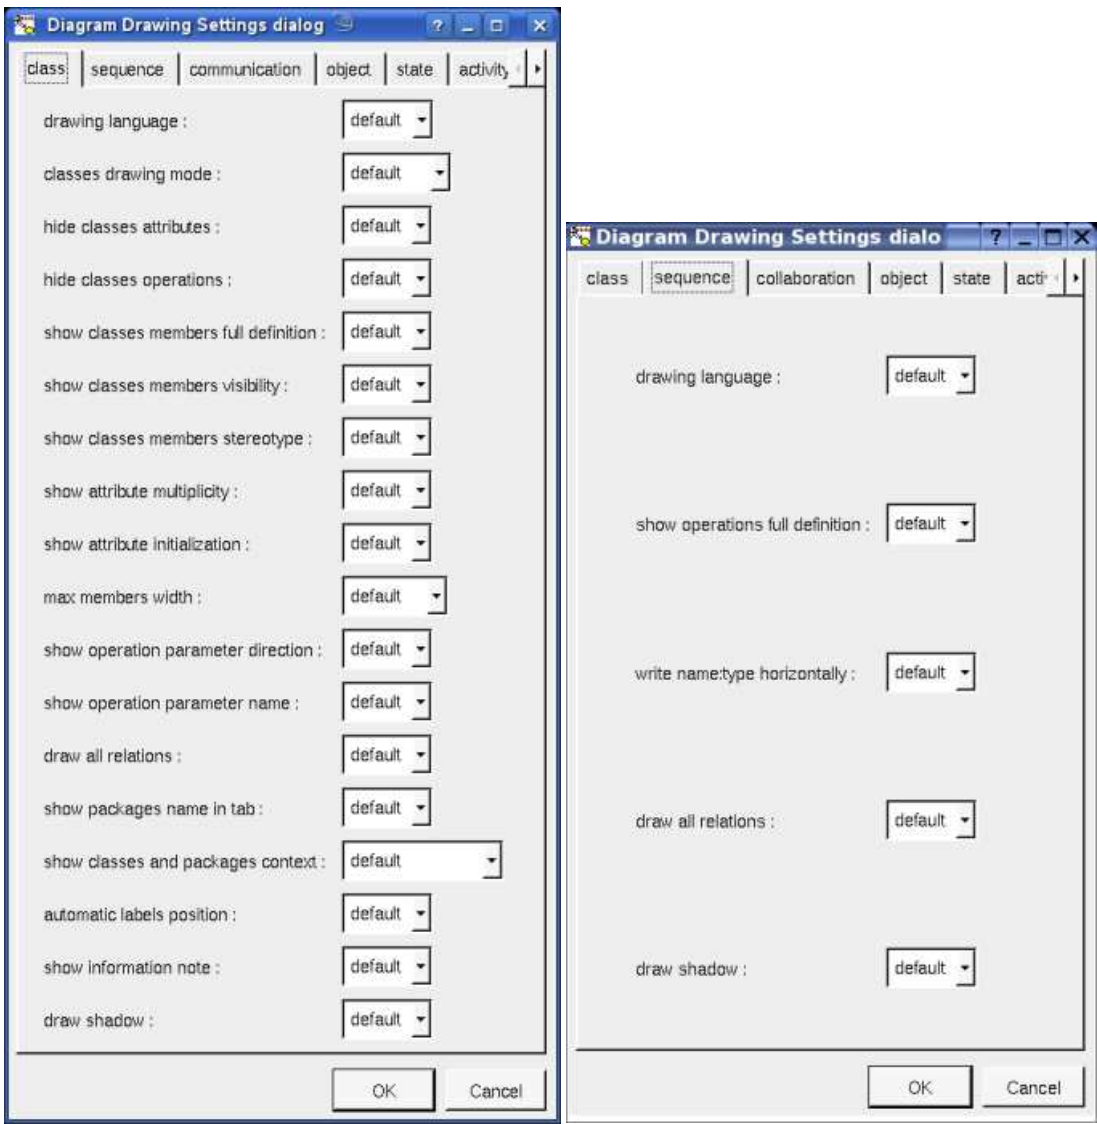 Diagram Drawing Settings dialog
class sequence communication object state activity
drawing language : default
classes drawing mode : default
hide classes attributes : default
hide classes operations : default
show classes members full definition : default
show classes members visibility : default
show classes members stereotype : default
show attribute multiplicity : default
show attribute initialization : default
max members width : default
show operation parameter direction : default
show operation parameter name : default
draw all relations : default
show packages name in tab : default
show classes and packages context : default
automatic labels position : default
show information note : default
draw shadow : default
OK Cancel
Diagram Drawing Settings dialo
class sequence collaboration object state acti
drawing language : default
show operations full definition : default
write name:type horizontally : default
draw all relations : default
draw shadow : default
OK Cancel